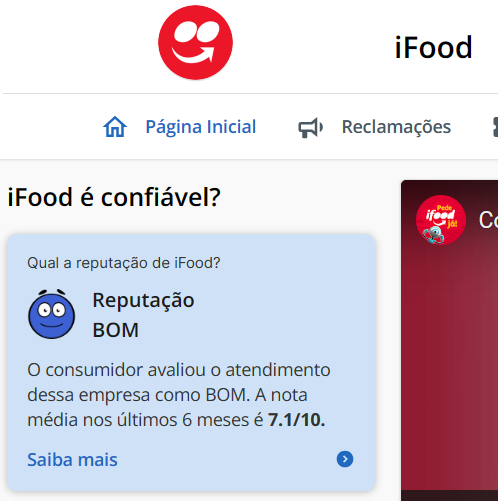 iFood
Página Inicial
Reclamações
iFood é confiável?
Qual a reputação de iFood?
Reputação
BOM
O consumidor avaliou o atendimento
dessa empresa como BOM. A nota
média nos últimos 6 meses é 7.1/10.
Saiba mais
Pede
ifood
já!
Co